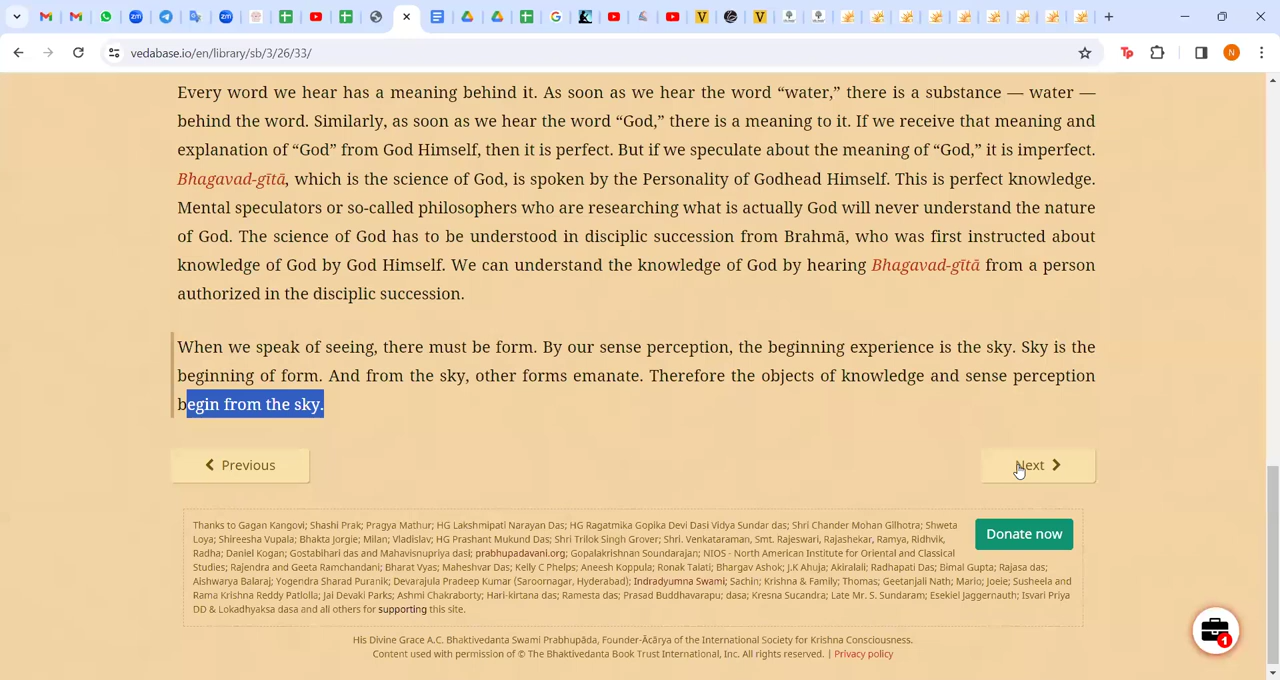 vedabase.io/en/library/sb/3/26/33/
Tp
N
Every word we hear has a meaning behind it. As soon as we hear the word “water,” there is a substance — water —
behind the word. Similarly, as soon as we hear the word “God,” there is a meaning to it. If we receive that meaning and
explanation of “God” from God Himself, then it is perfect. But if we speculate about the meaning of “God,” it is imperfect.
Bhagavad-gītā, which is the science of God, is spoken by the Personality of Godhead Himself. This is perfect knowledge.
Mental speculators or so-called philosophers who are researching what is actually God will never understand the nature
of God. The science of God has to be understood in disciplic succession from Brahmā, who was first instructed about
knowledge of God by God Himself. We can understand the knowledge of God by hearing Bhagavad-gītā from a person
authorized in the disciplic succession.
When we speak of seeing, there must be form. By our sense perception, the beginning experience is the sky. Sky is the
beginning of form. And from the sky, other forms emanate. Therefore the objects of knowledge and sense perception
begin from the sky.
Previous
Next
Thanks to Gagan Kangovi; Shashi Prak; Pragya Mathur; HG Lakshmipati Narayan Das; HG Ragatmika Gopika Devi Dasi Vidya Sundar das; Shri Chander Mohan Gilhotra; Shweta
Loya; Shireesha Vupala; Bhakta Jorgie; Milan; Vladislav; HG Prashant Mukund Das; Shri Trilok Singh Grover; Shri. Venkataraman, Smt. Rajeswari, Rajashekar, Ramya, Ridhvik,
Radha; Daniel Kogan; Gostabihari das and Mahavisnupriya dasi; prabhupadavani.org; Gopalakrishnan Soundarajan; NIOS - North American Institute for Oriental and Classical
Studies; Rajendra and Geeta Ramchandani; Bharat Vyas; Maheshvar Das; Kelly C Phelps; Aneesh Koppula; Ronak Talati; Bhargav Ashok; J.K Ahuja; Akiralali; Radhapati Das; Bimal Gupta; Rajasa das;
Aishwarya Balaraj; Yogendra Sharad Puranik; Devarajula Pradeep Kumar (Saroornagar, Hyderabad); Indradyumna Swami; Sachin; Krishna & Family; Thomas; Geetanjali Nath; Mario; Joeie; Susheela and
Rama Krishna Reddy Patlolla; Jai Devaki Parks; Ashmi Chakraborty; Hari-kirtana das; Ramesta das; Prasad Buddhavarapu; dasa; Kresna Sucandra; Late Mr. S. Sundaram; Esekiel Jaggernauth; Isvari Priya
DD & Lokadhyaksa dasa and all others for supporting this site.
Donate now
1
His Divine Grace A.C. Bhaktivedanta Swami Prabhupāda, Founder-Ācārya of the International Society for Krishna Consciousness.
Content used with permission of © The Bhaktivedanta Book Trust International, Inc. All rights reserved. | Privacy policy